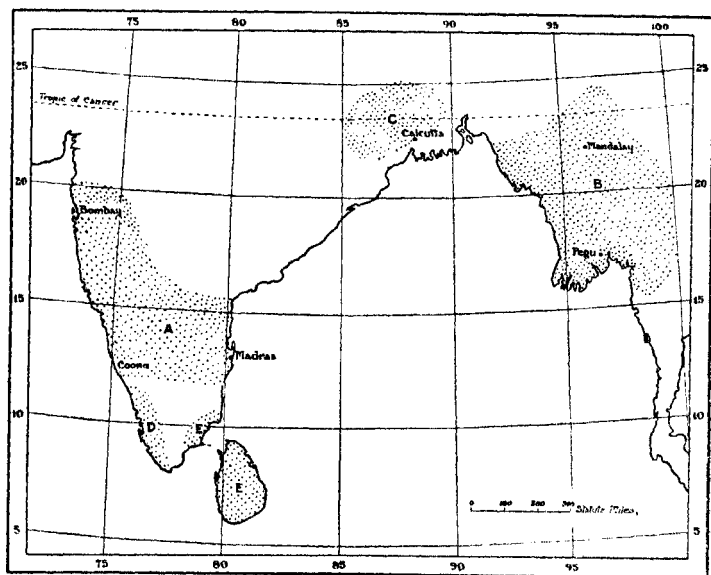 75 80 85 90 95 100
25 25
Tropic of Cancer
C
Calcutta
Mandalay
20 B 20
Bombay
Pegu
15 15
A
Coona Madras
B
10 10
D E
E
0 100 200 300 Statute Miles.
5 5
75 80 85 90 95